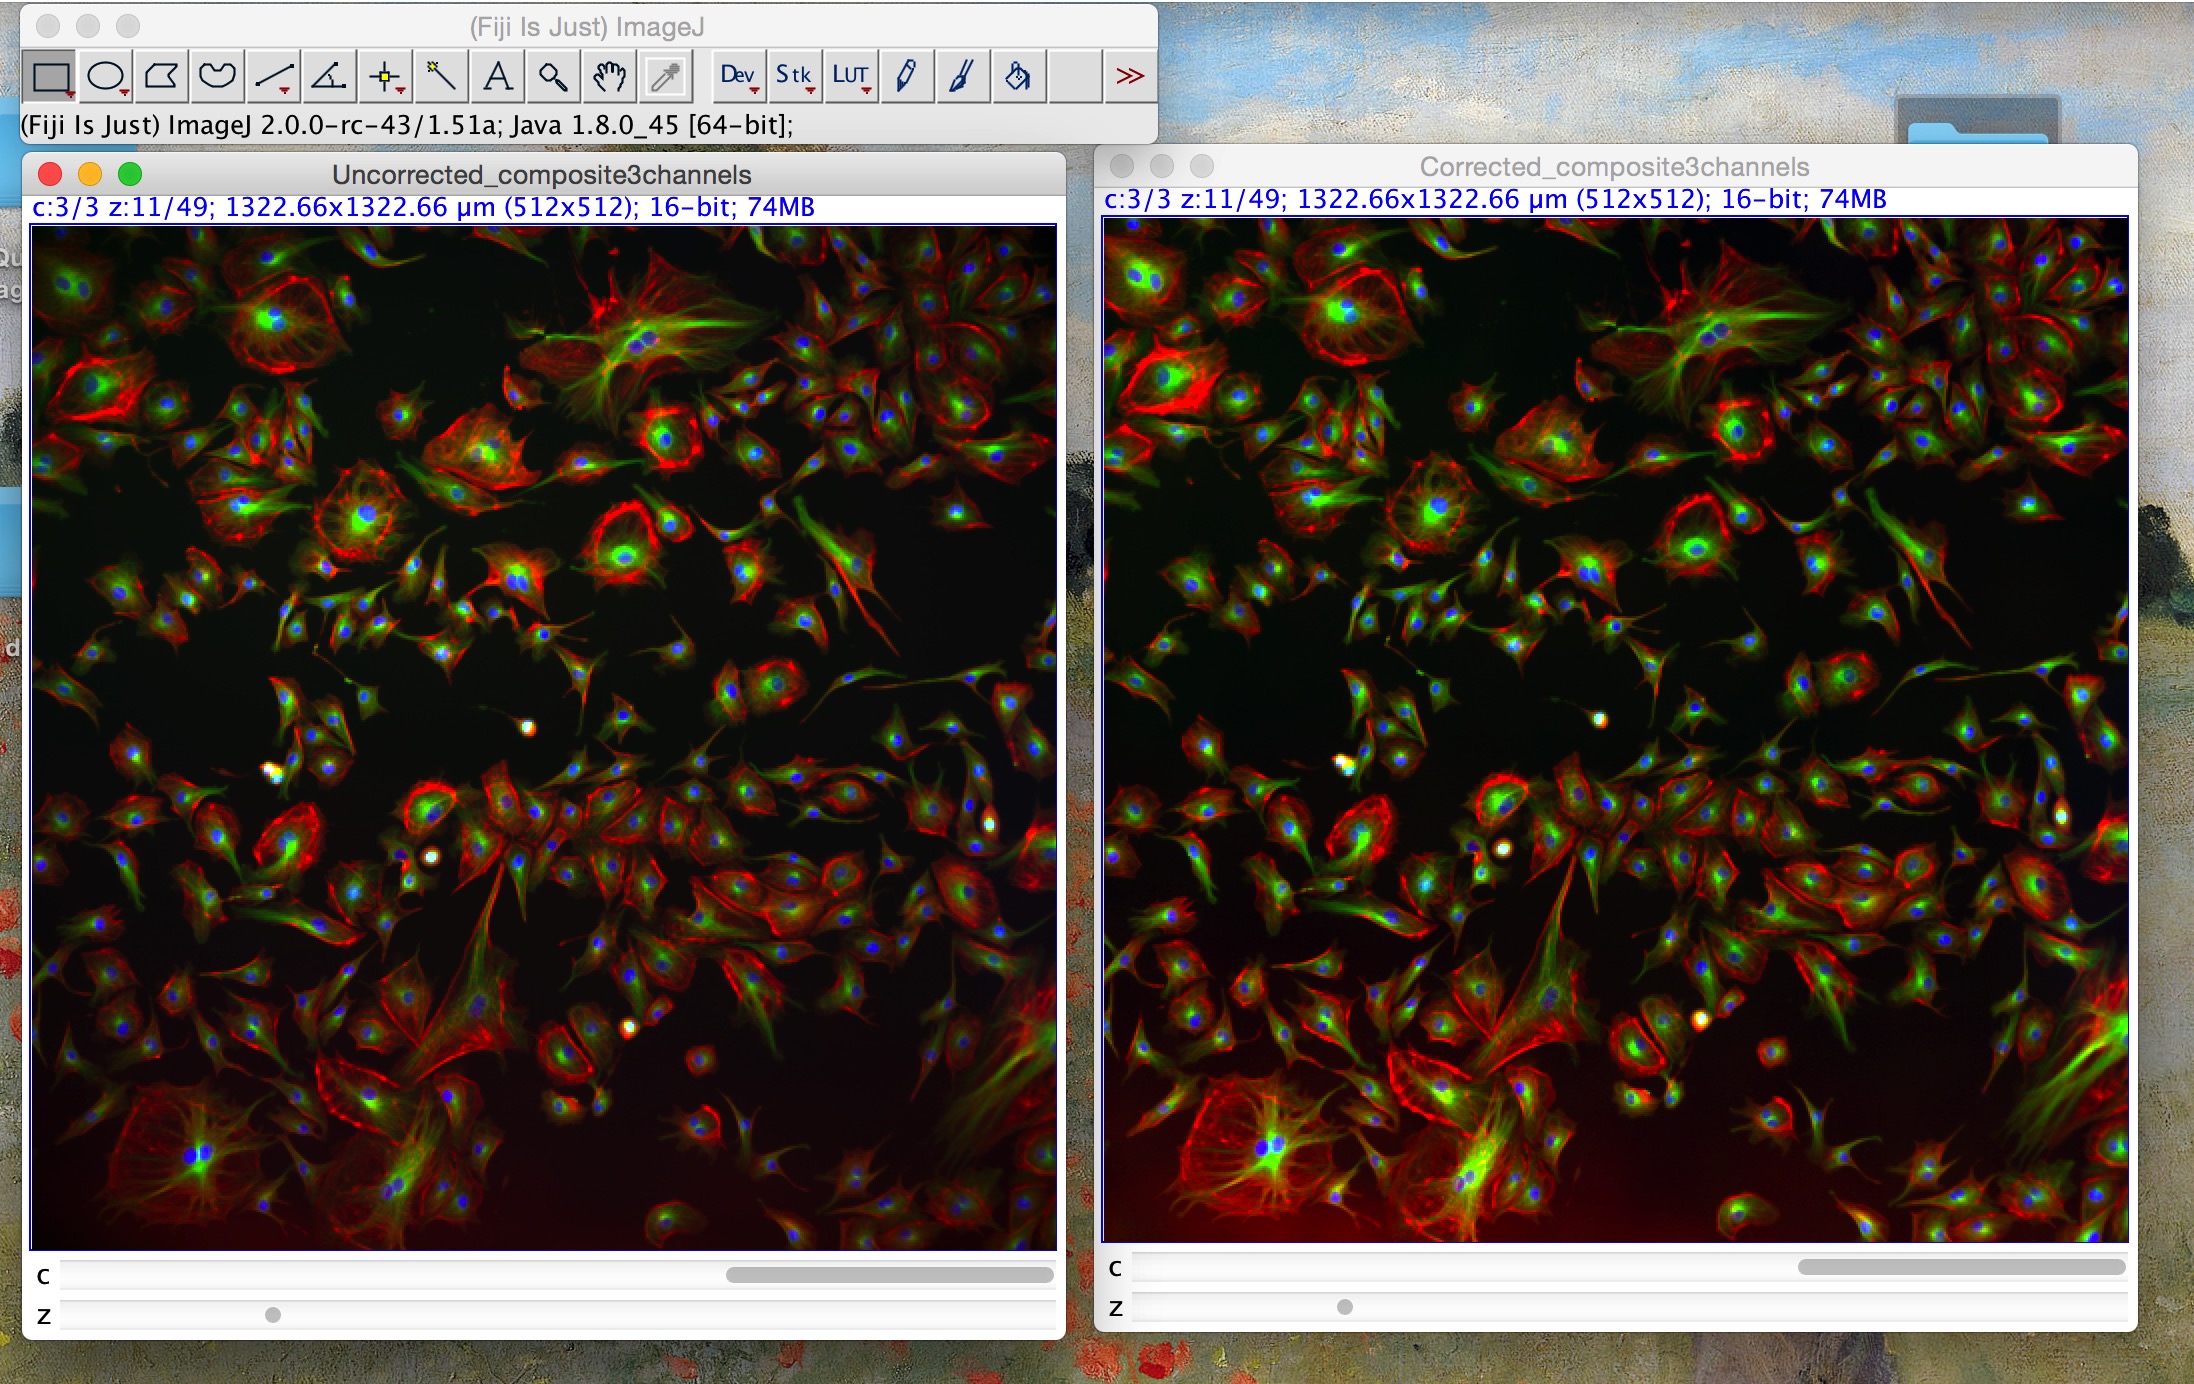 (Fiji Is Just) ImageJ
A Dev Stk LUT >>
(Fiji Is Just) ImageJ 2.0.0-rc-43/1.51a; Java 1.8.0_45 [64-bit];
Uncorrected_composite3channels
c:3/3 z:11/49; 1322.66x1322.66 µm (512x512); 16-bit; 74MB
c
z
Corrected_composite3channels
c:3/3 z:11/49; 1322.66x1322.66 µm (512x512); 16-bit; 74MB
c
z
Qu
ag
d